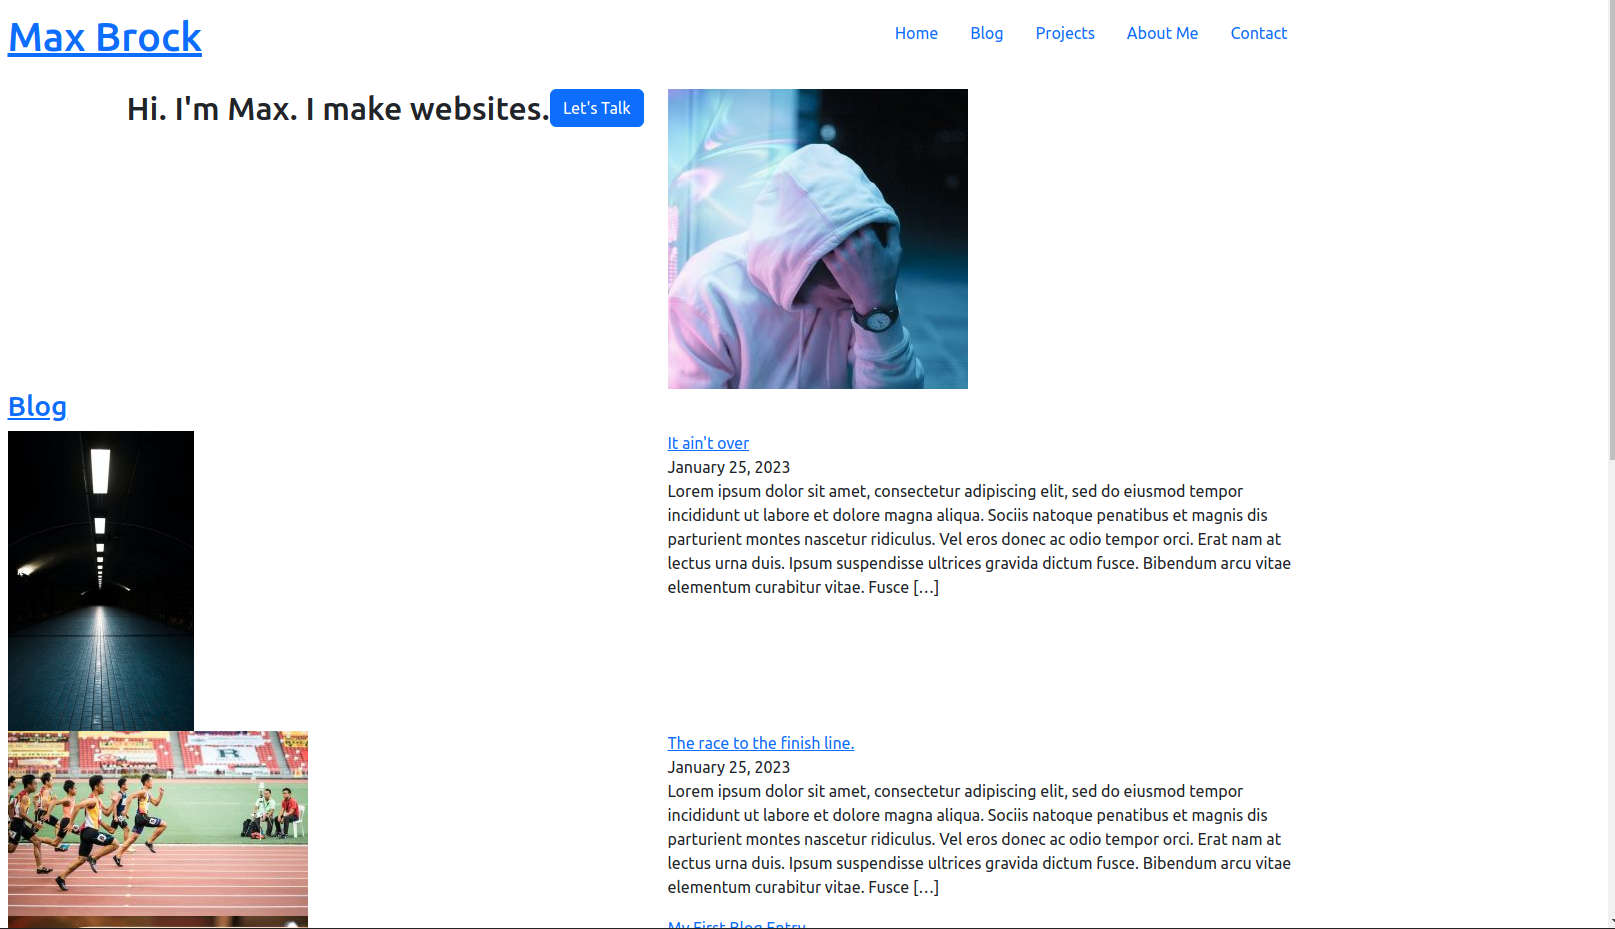 Max Brock
Home Blog Projects About Me Contact
Hi. I'm Max. I make websites.
Let's Talk
Blog
It ain't over
January 25, 2023
Lorem ipsum dolor sit amet, consectetur adipiscing elit, sed do eiusmod tempor
incididunt ut labore et dolore magna aliqua. Sociis natoque penatibus et magnis dis
parturient montes nascetur ridiculus. Vel eros donec ac odio tempor orci. Erat nam at
lectus urna duis. Ipsum suspendisse ultrices gravida dictum fusce. Bibendum arcu vitae
elementum curabitur vitae. Fusce […]
The race to the finish line.
January 25, 2023
Lorem ipsum dolor sit amet, consectetur adipiscing elit, sed do eiusmod tempor
incididunt ut labore et dolore magna aliqua. Sociis natoque penatibus et magnis dis
parturient montes nascetur ridiculus. Vel eros donec ac odio tempor orci. Erat nam at
lectus urna duis. Ipsum suspendisse ultrices gravida dictum fusce. Bibendum arcu vitae
elementum curabitur vitae. Fusce […]
My First Blog Entry